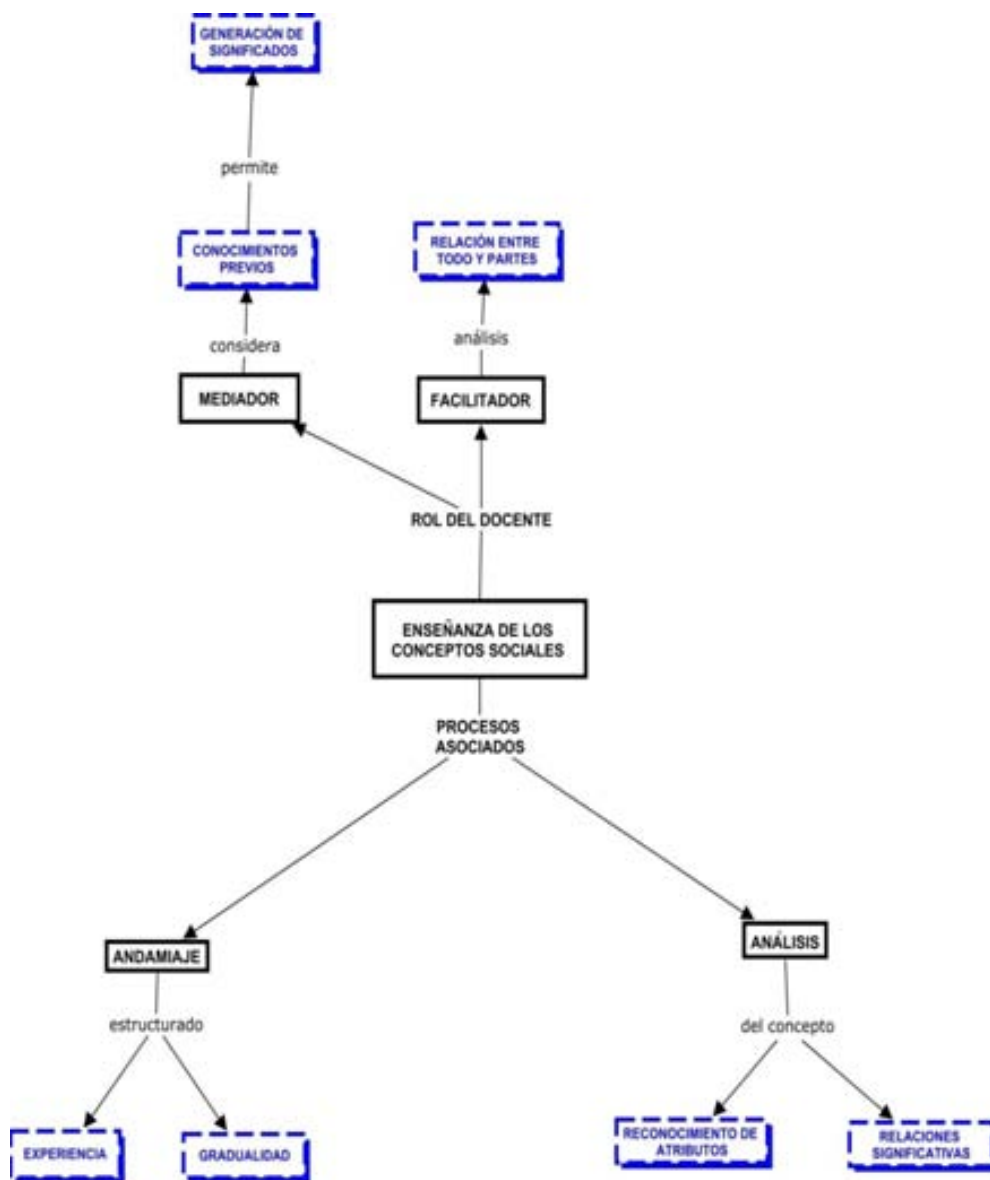 GENERACIÓN DE
SIGNIFICADOS
permite
CONOCIMIENTOS
PREVIOS
RELACIÓN ENTRE
TODO Y PARTES
considera
análisis
MEDIADOR
FACILITADOR
ROL DEL DOCENTE
ENSEÑANZA DE LOS
CONCEPTOS SOCIALES
PROCESOS
ASOCIADOS
ANDAMIAJE
ANÁLISIS
estructurado
del concepto
EXPERIENCIA
GRADUALIDAD
RECONOCIMIENTO DE
ATRIBUTOS
RELACIONES
SIGNIFICATIVAS